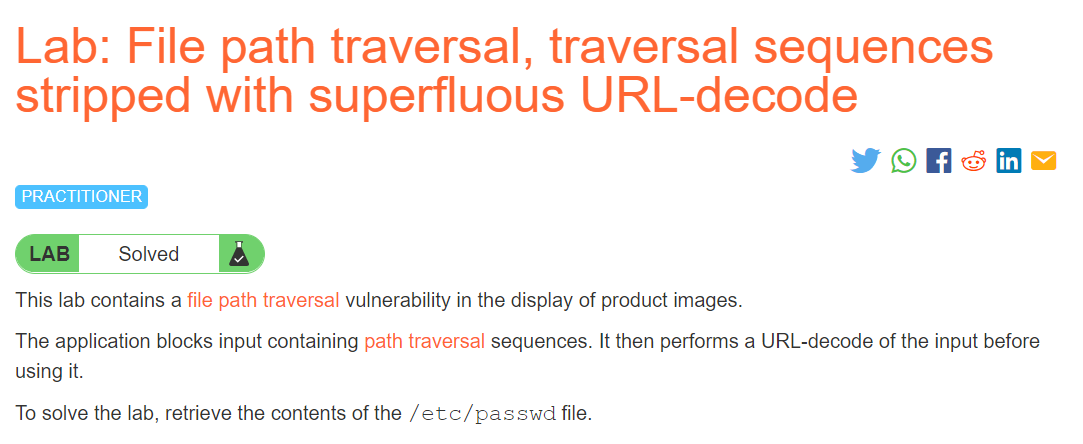 Lab: File path traversal, traversal sequences
stripped with superfluous URL-decode
in
PRACTITIONER
LAB Solved
This lab contains a file path traversal vulnerability in the display of product images.
The application blocks input containing path traversal sequences. It then performs a URL-decode of the input before
using it.
To solve the lab, retrieve the contents of the /etc/passwd file.